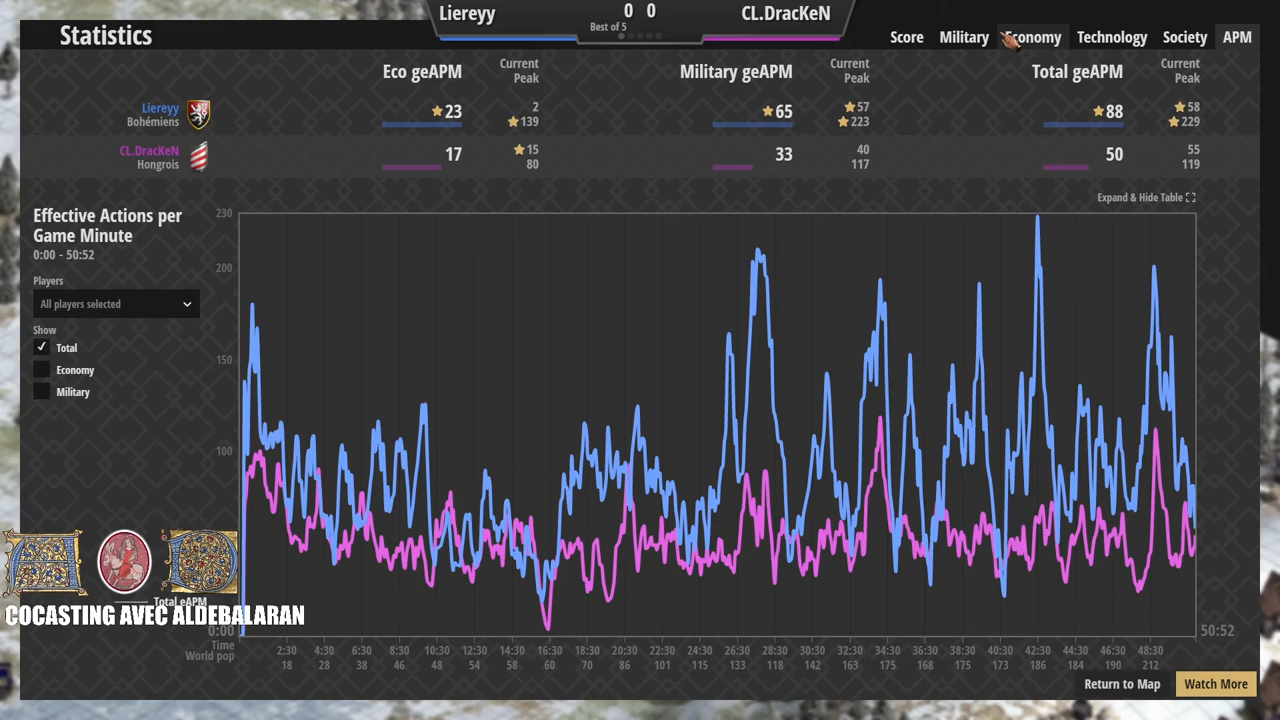 Liereyy
0 0
CL.DracKeN
Best of 5
Statistics
Score
Military
Economy
Technology
Society
APM
Eco geAPM
Current
Peak
Military geAPM
Current
Peak
Total geAPM
Current
Peak
Liereyy
Bohémiens
23
2
139
65
57
223
88
58
229
CL.DracKeN
Hongrois
17
15
80
33
40
117
50
55
119
Expand & Hide Table
Effective Actions per
Game Minute
0:00 - 50:52
Players
All players selected
Show
Total
Economy
Military
230
200
150
100
Total eAPM
COCASTING AVEC ALDEBALARAN
0:00
50:52
Time
2:30 4:30 6:30 8:30 10:30 12:30 14:30 16:30 18:30 20:30 22:30 24:30 26:30 28:30 30:30 32:30 34:30 36:30 38:30 40:30 42:30 44:30 46:30 48:30
World pop
18 28 38 46 48 54 58 60 70 86 101 115 133 118 142 163 175 168 175 173 186 184 190 212
Return to Map
Watch More